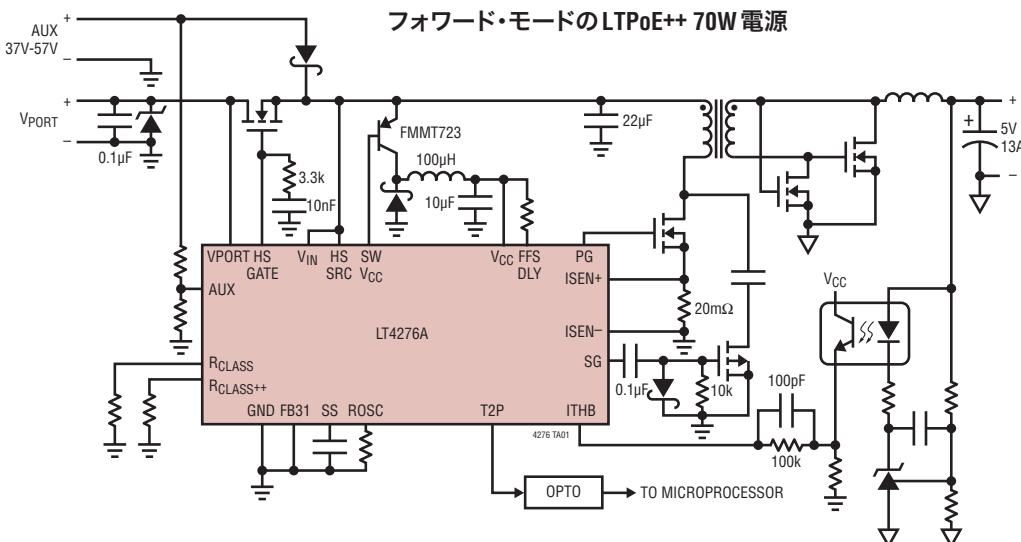 フォワード・モードのLTPoE++ 70W電源
+
AUX
37V-57V
–
+
VPORT
–
0.1µF
3.3k
10nF
FMMT723
100µH
10µF
22µF
+
+
5V
13A
–
VPORT
HS
GATE
VIN
HS
SRC
SW
VCC
VCC
FFS
DLY
PG
AUX
ISEN+
20mΩ
LT4276A
ISEN–
SG
0.1µF
10k
VCC
RCLASS
RCLASS++
100pF
100k
GND
FB31
SS
ROSC
T2P
ITHB
4276 TA01
OPTO
TO MICROPROCESSOR